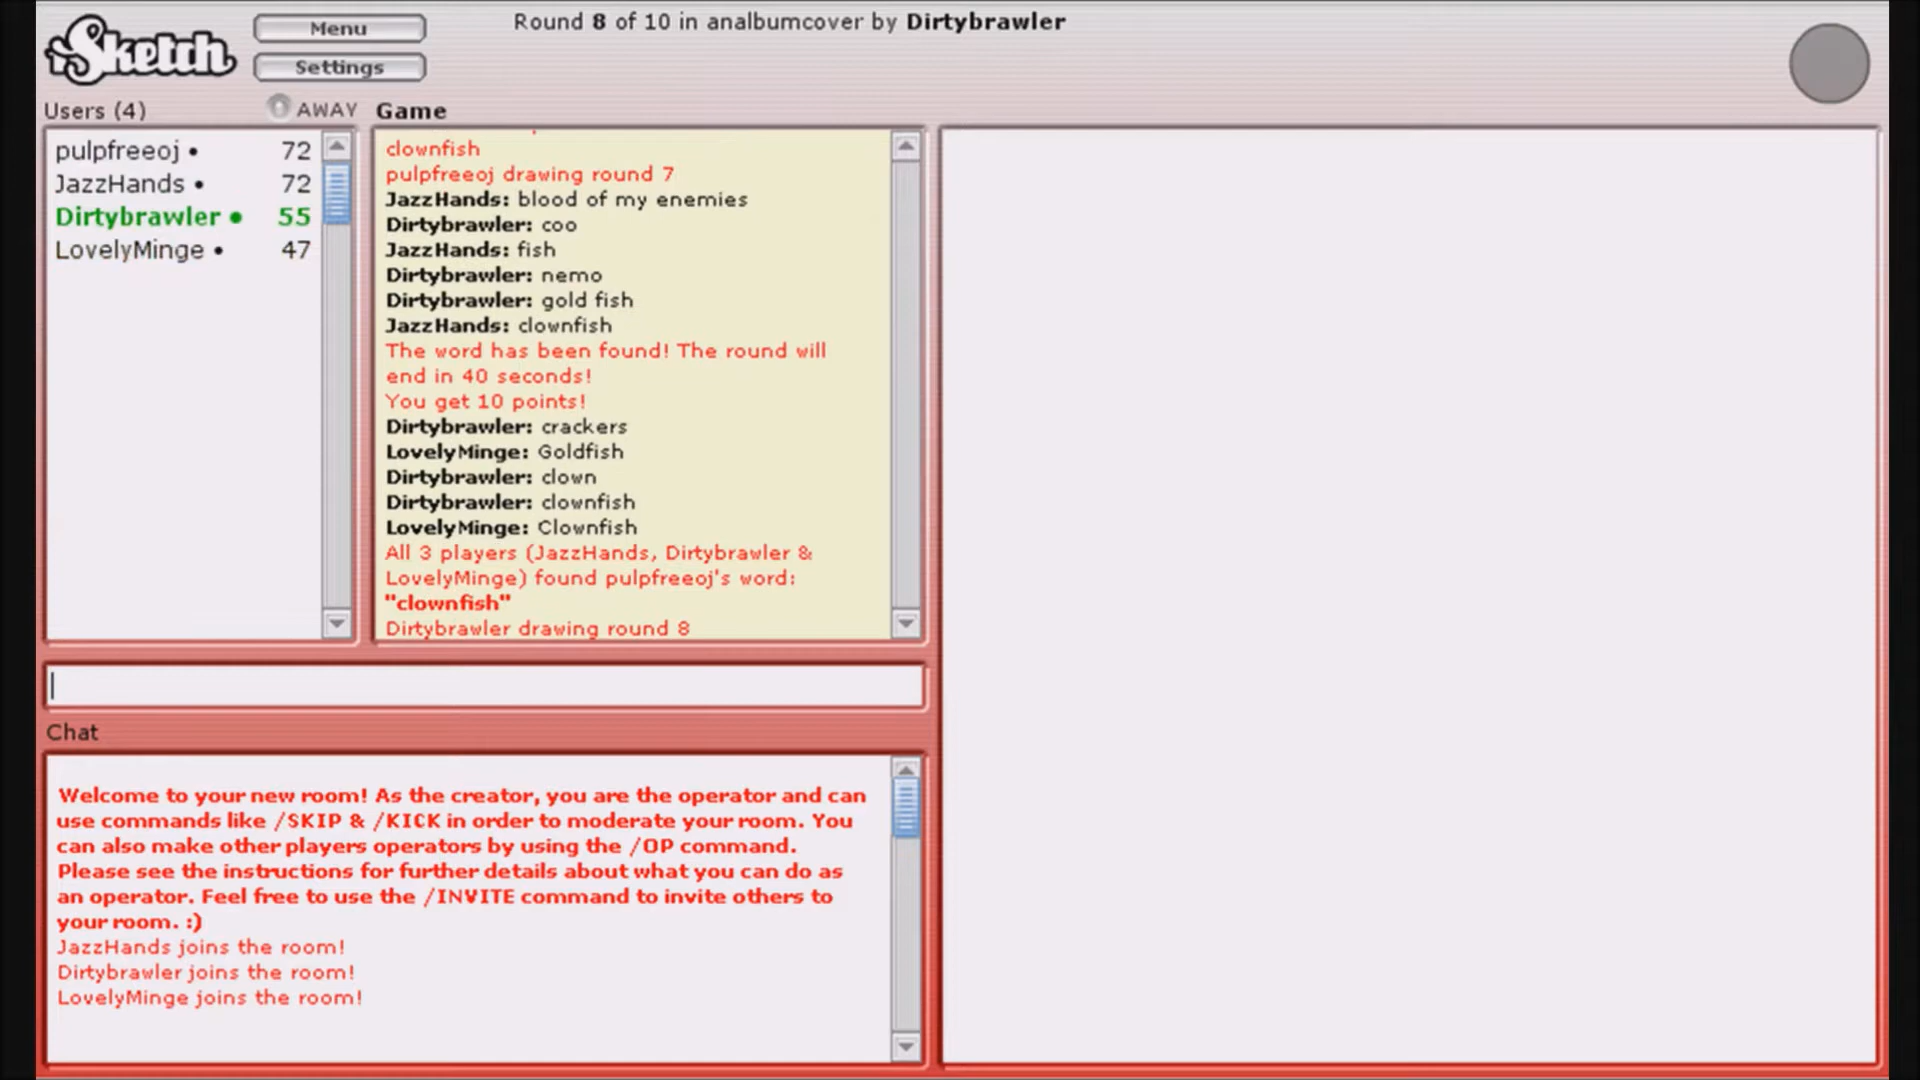 iSketch
Menu
Settings
Round 8 of 10 in analbumcover by Dirtybrawler
Users (4)
AWAY
Game
pulpfreeoj • 72
JazzHands • 72
Dirtybrawler • 55
LovelyMinge • 47
clownfish
pulpfreeoj drawing round 7
JazzHands: blood of my enemies
Dirtybrawler: coo
JazzHands: fish
Dirtybrawler: nemo
Dirtybrawler: gold fish
JazzHands: clownfish
The word has been found! The round will
end in 40 seconds!
You get 10 points!
Dirtybrawler: crackers
LovelyMinge: Goldfish
Dirtybrawler: clown
Dirtybrawler: clownfish
LovelyMinge: Clownfish
All 3 players (JazzHands, Dirtybrawler &
LovelyMinge) found pulpfreeoj's word:
"clownfish"
Dirtybrawler drawing round 8
Chat
Welcome to your new room! As the creator, you are the operator and can
use commands like /SKIP & /KICK in order to moderate your room. You
can also make other players operators by using the /OP command.
Please see the instructions for further details about what you can do as
an operator. Feel free to use the /INVITE command to invite others to
your room. :)
JazzHands joins the room!
Dirtybrawler joins the room!
LovelyMinge joins the room!